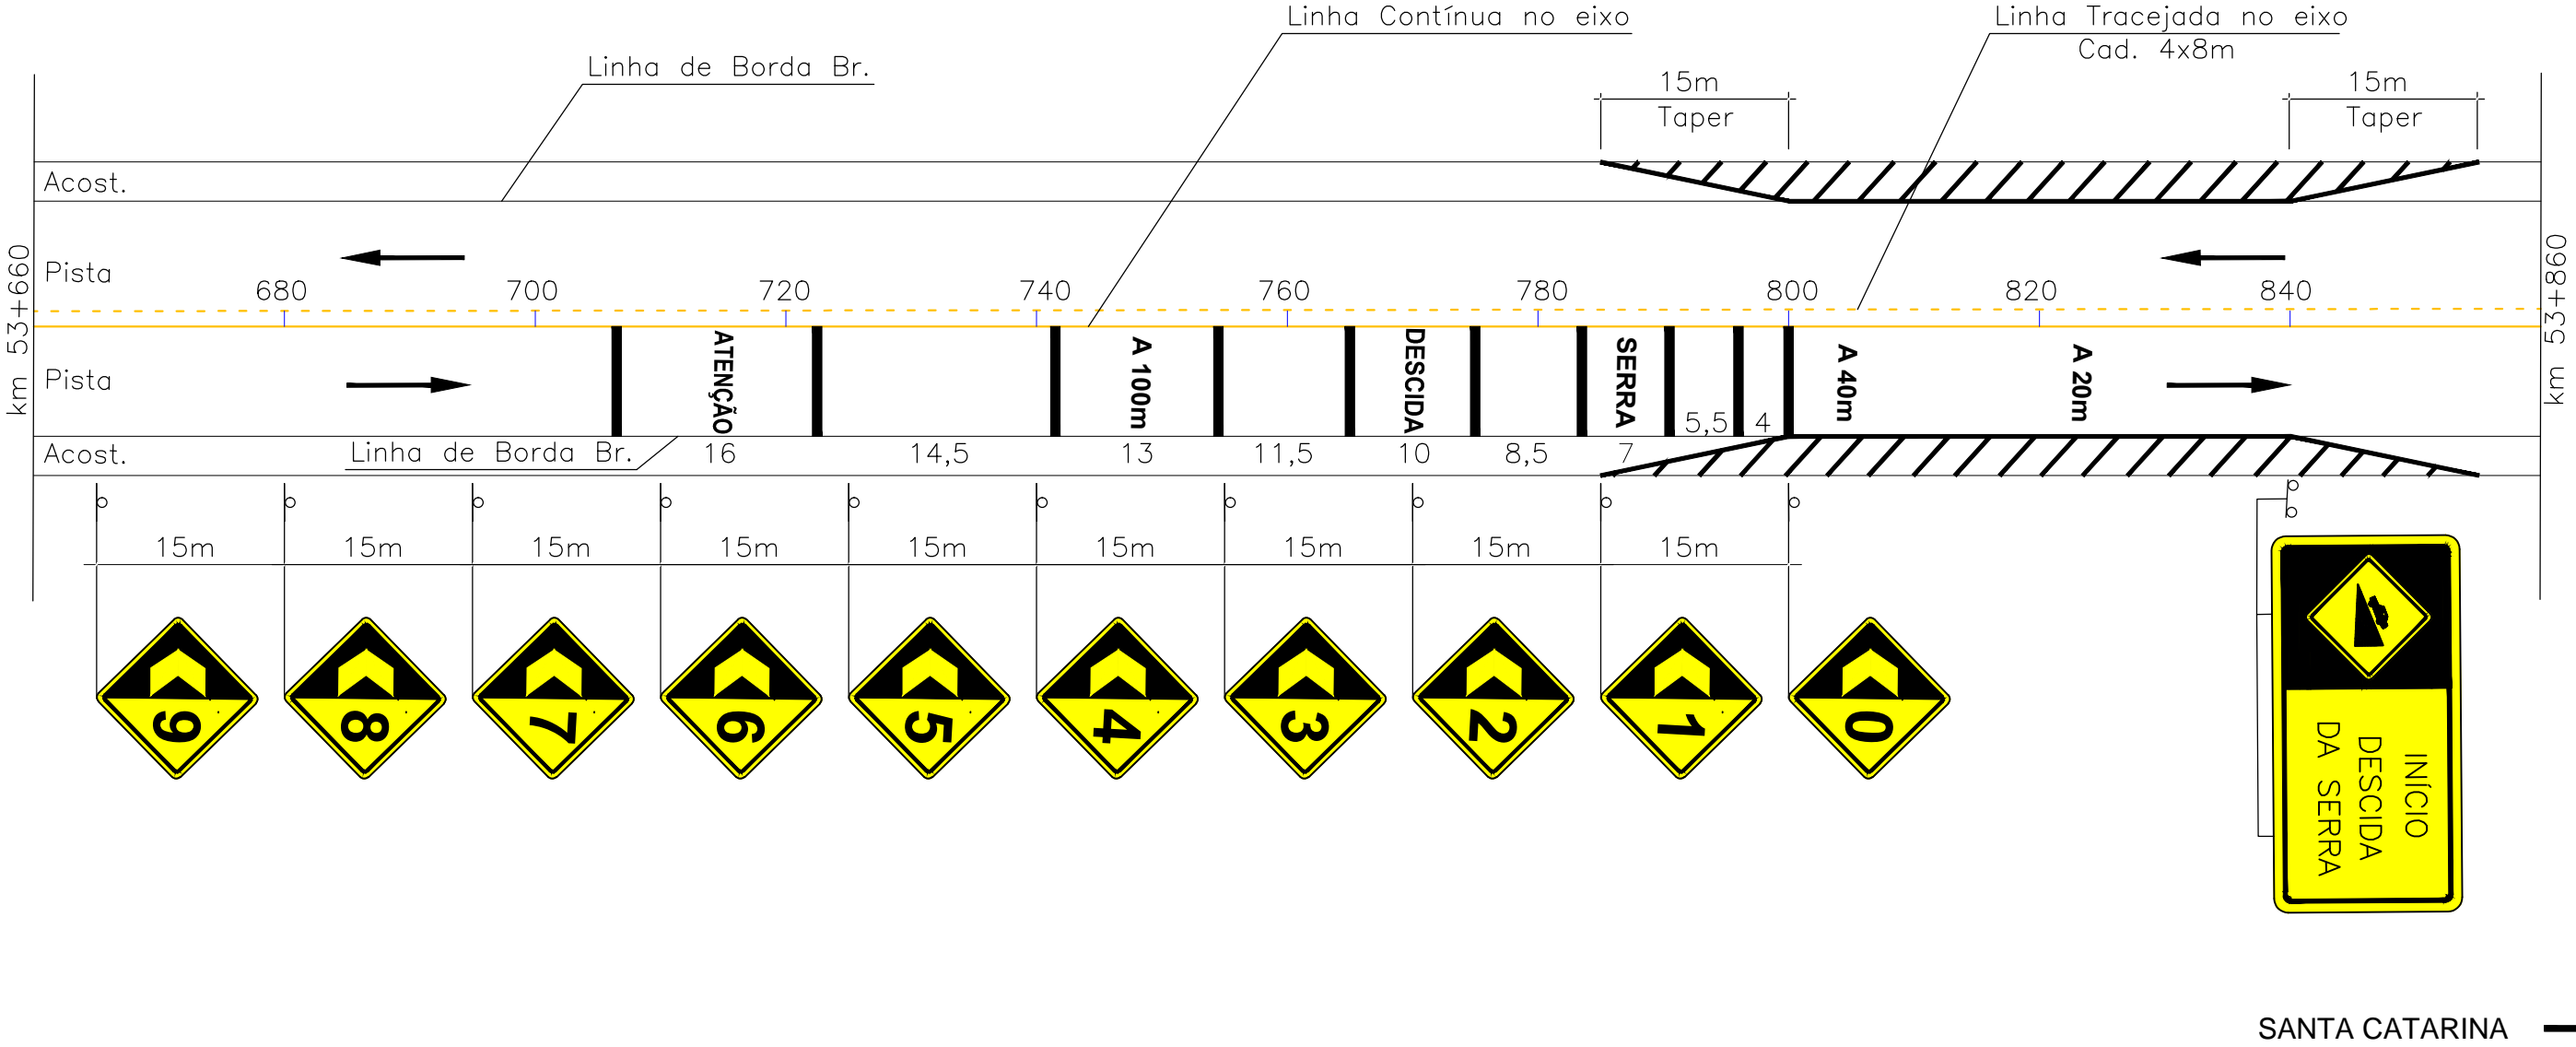 Linha Contínua no eixo
Linha Tracejada no eixo
Cad. 4x8m
Linha de Borda Br.
15m
Taper
15m
Taper
Acost.
km 53+660
km 53+890
Pista
680 700 720 740 760 780 800 820 840
Pista
ATENÇÃO
A 100m
DESCIDA
SERRA
A 40m
A 20m
5,5 4
Acost.
Linha de Borda Br.
16 14,5 13 11,5 10 8,5 7
15m 15m 15m 15m 15m 15m 15m 15m 15m
9 8 7 6 5 4 3 2 1 0
INÍCIO
DESCIDA
DA SERRA
SANTA CATARINA